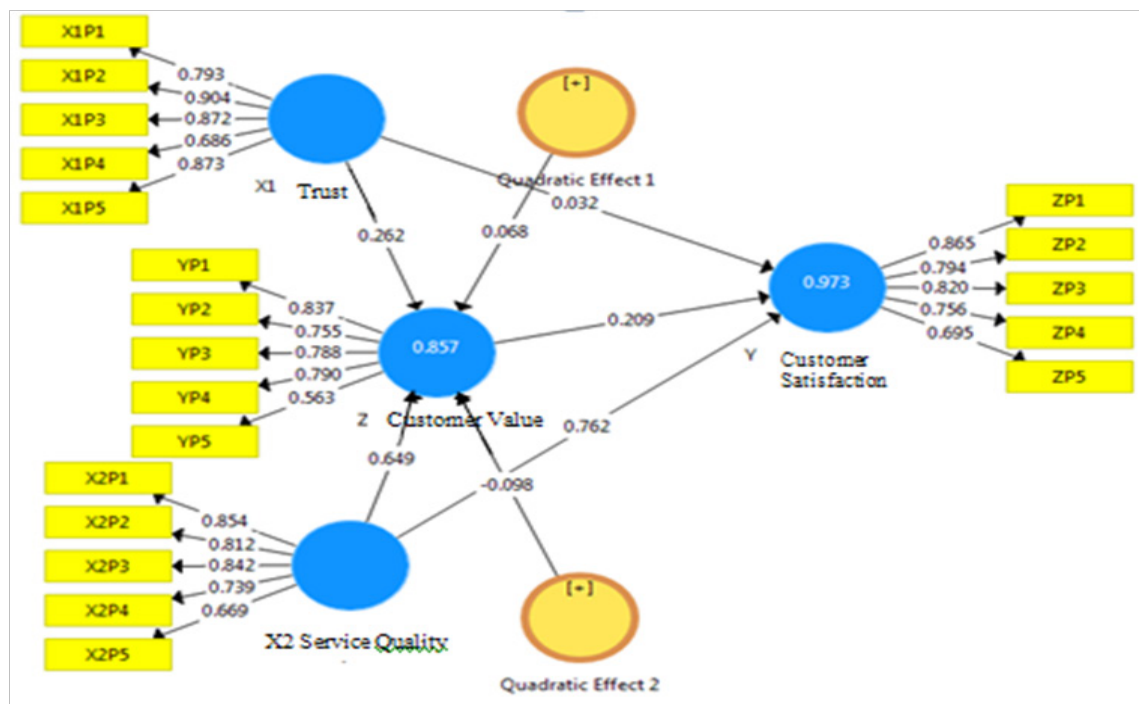 X1P1
X1P2
X1P3
X1P4
X1P5
0.793
0.904
0.872
0.686
0.873
X1
Trust
[+]
Quadratic Effect 1
0.032
0.262
0.068
YP1
YP2
YP3
YP4
YP5
0.837
0.755
0.788
0.790
0.563
0.857
Z
Customer Value
0.209
0.973
Y
Customer
Satisfaction
ZP1
ZP2
ZP3
ZP4
ZP5
0.865
0.794
0.820
0.756
0.695
0.762
0.649
-0.098
X2P1
X2P2
X2P3
X2P4
X2P5
0.854
0.812
0.842
0.739
0.669
X2 Service Quality
[+]
Quadratic Effect 2